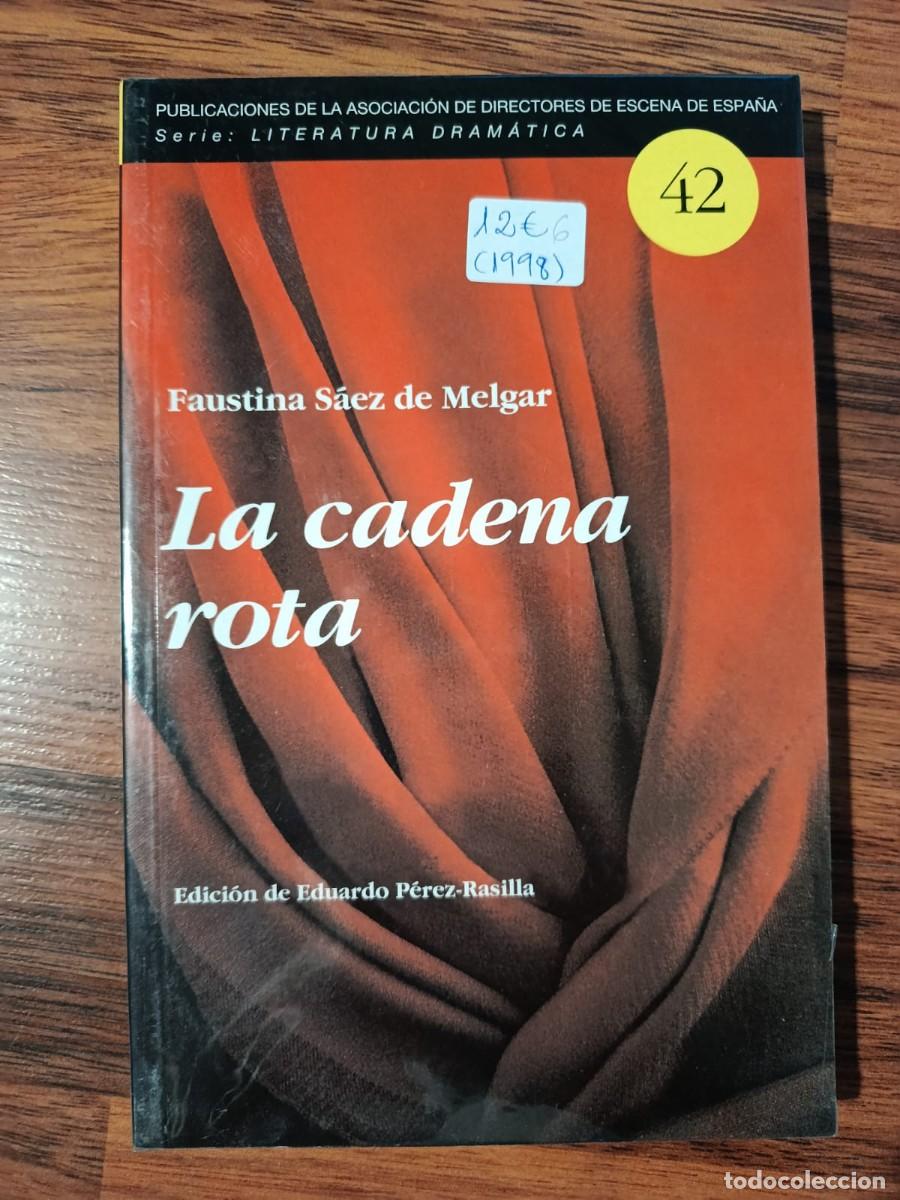 PUBLICACIONES DE LA ASOCIACIÓN DE DIRECTORES DE ESCENA DE ESPAÑA
Serie: LITERATURA DRAMÁTICA
42
12€ 6
(1998)
Faustina Sáez de Melgar
La cadena
rota
Edición de Eduardo Pérez-Rasilla
todocoleccion